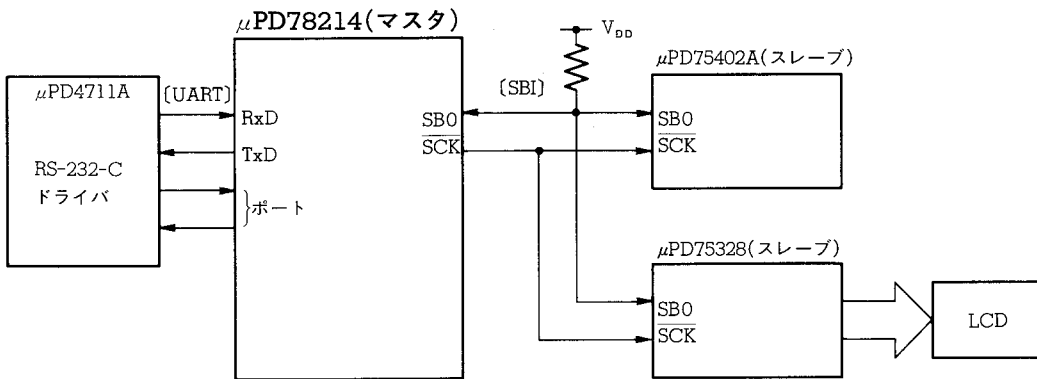 μPD78214(マスタ)
μPD4711A
RS-232-C
ドライバ
[UART]
RxD
TxD
}ポート
SB0
SCK
[SBI]
VDD
μPD75402A(スレーブ)
SB0
SCK
μPD75328(スレーブ)
SB0
SCK
LCD